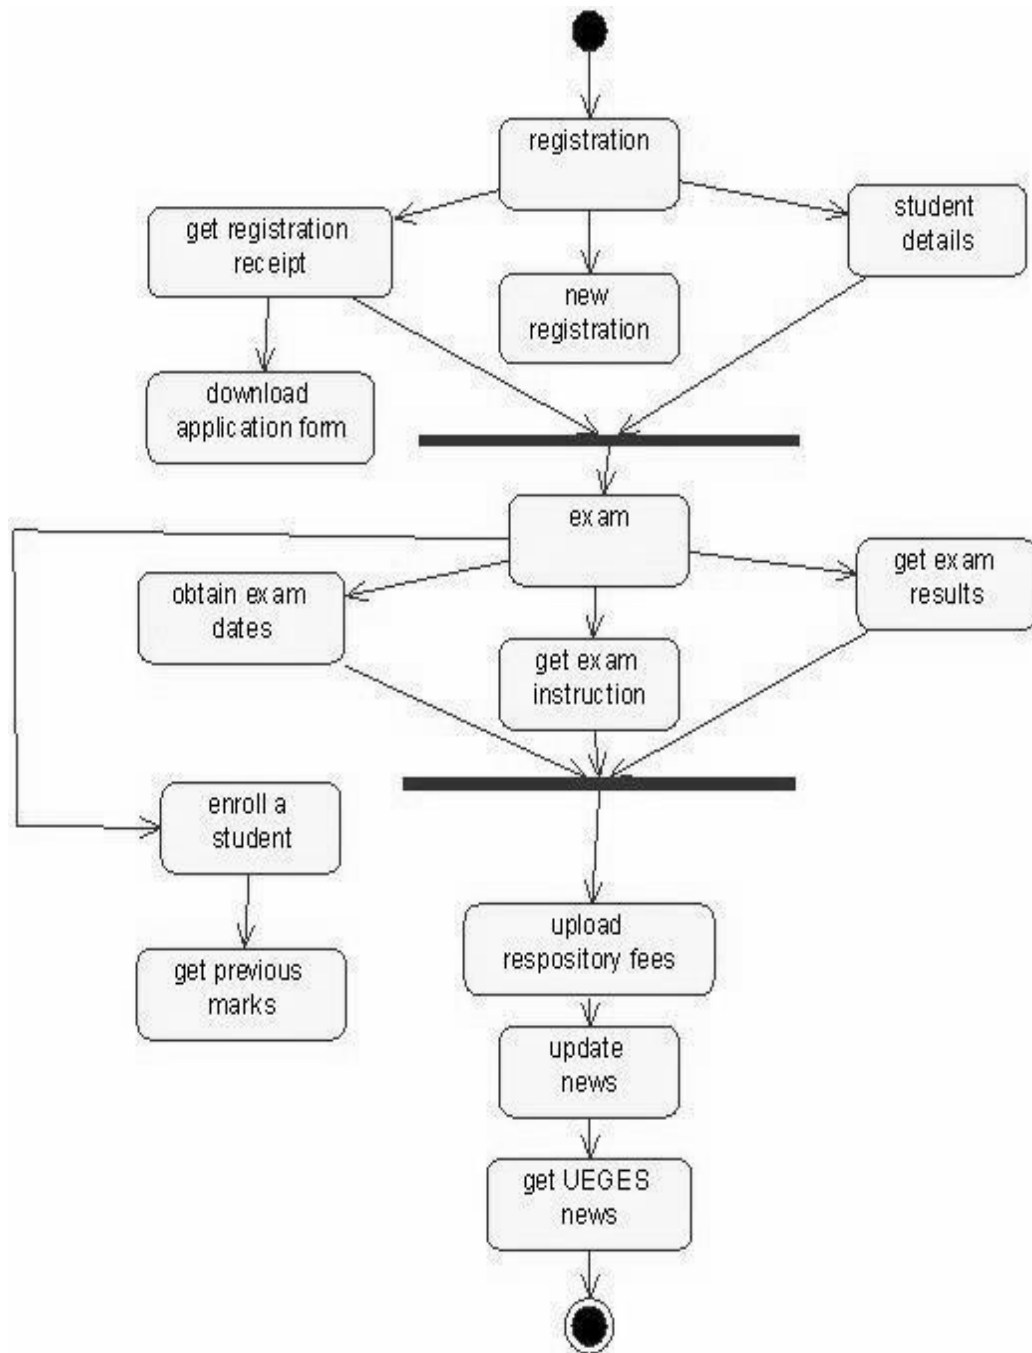 registration
get registration
receipt
student
details
new
registration
download
application form
exam
obtain exam
dates
get exam
results
get exam
instruction
enroll a
student
get previous
marks
upload
respository fees
update
news
get UEGES
news